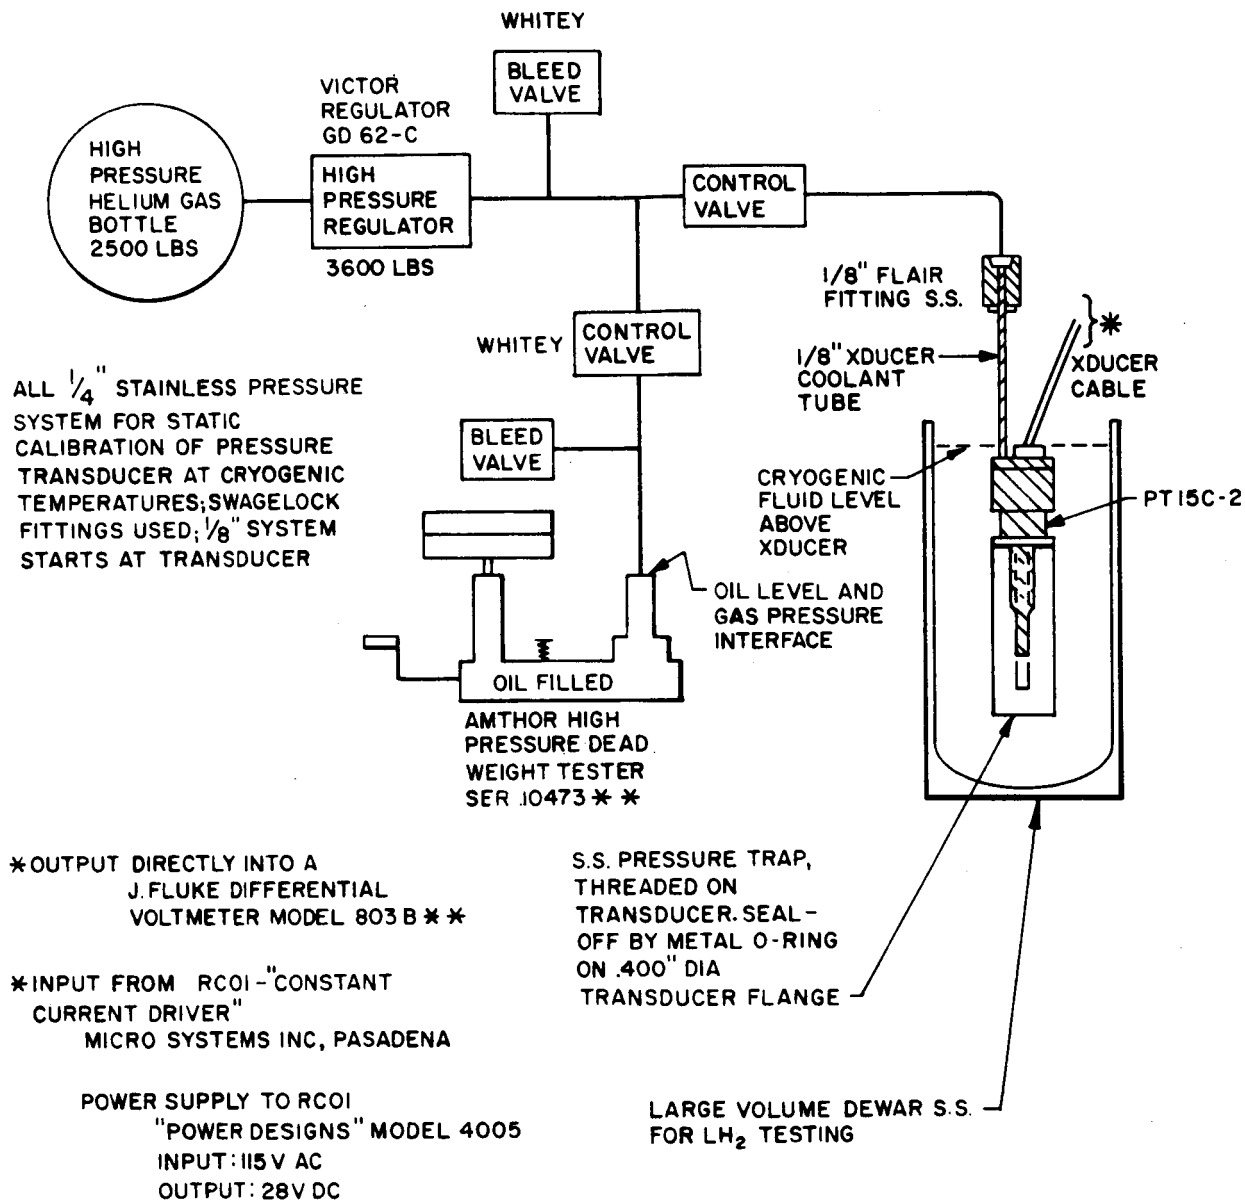 WHITEY
BLEED
VALVE
VICTOR
REGULATOR
GD 62-C
HIGH
PRESSURE
HELIUM GAS
BOTTLE
2500 LBS
HIGH
PRESSURE
REGULATOR
3600 LBS
CONTROL
VALVE
1/8" FLAIR
FITTING S.S.
*
XDUCER
CABLE
1/8" XDUCER
COOLANT
TUBE
WHITEY
CONTROL
VALVE
ALL 1/4" STAINLESS PRESSURE
SYSTEM FOR STATIC
CALIBRATION OF PRESSURE
TRANSDUCER AT CRYOGENIC
TEMPERATURES; SWAGELOCK
FITTINGS USED; 1/8" SYSTEM
STARTS AT TRANSDUCER
BLEED
VALVE
CRYOGENIC
FLUID LEVEL
ABOVE
XDUCER
PT15C-2
OIL LEVEL AND
GAS PRESSURE
INTERFACE
OIL FILLED
AMTHOR HIGH
PRESSURE DEAD
WEIGHT TESTER
SER .10473 * *
* OUTPUT DIRECTLY INTO A
J. FLUKE DIFFERENTIAL
VOLTMETER MODEL 803 B * *
* INPUT FROM RC01-"CONSTANT
CURRENT DRIVER"
MICRO SYSTEMS INC, PASADENA
POWER SUPPLY TO RC01
"POWER DESIGNS" MODEL 4005
INPUT: 115 V AC
OUTPUT: 28 V DC
S.S. PRESSURE TRAP,
THREADED ON
TRANSDUCER. SEAL-
OFF BY METAL O-RING
ON .400" DIA
TRANSDUCER FLANGE
LARGE VOLUME DEWAR S.S.
FOR LH₂ TESTING